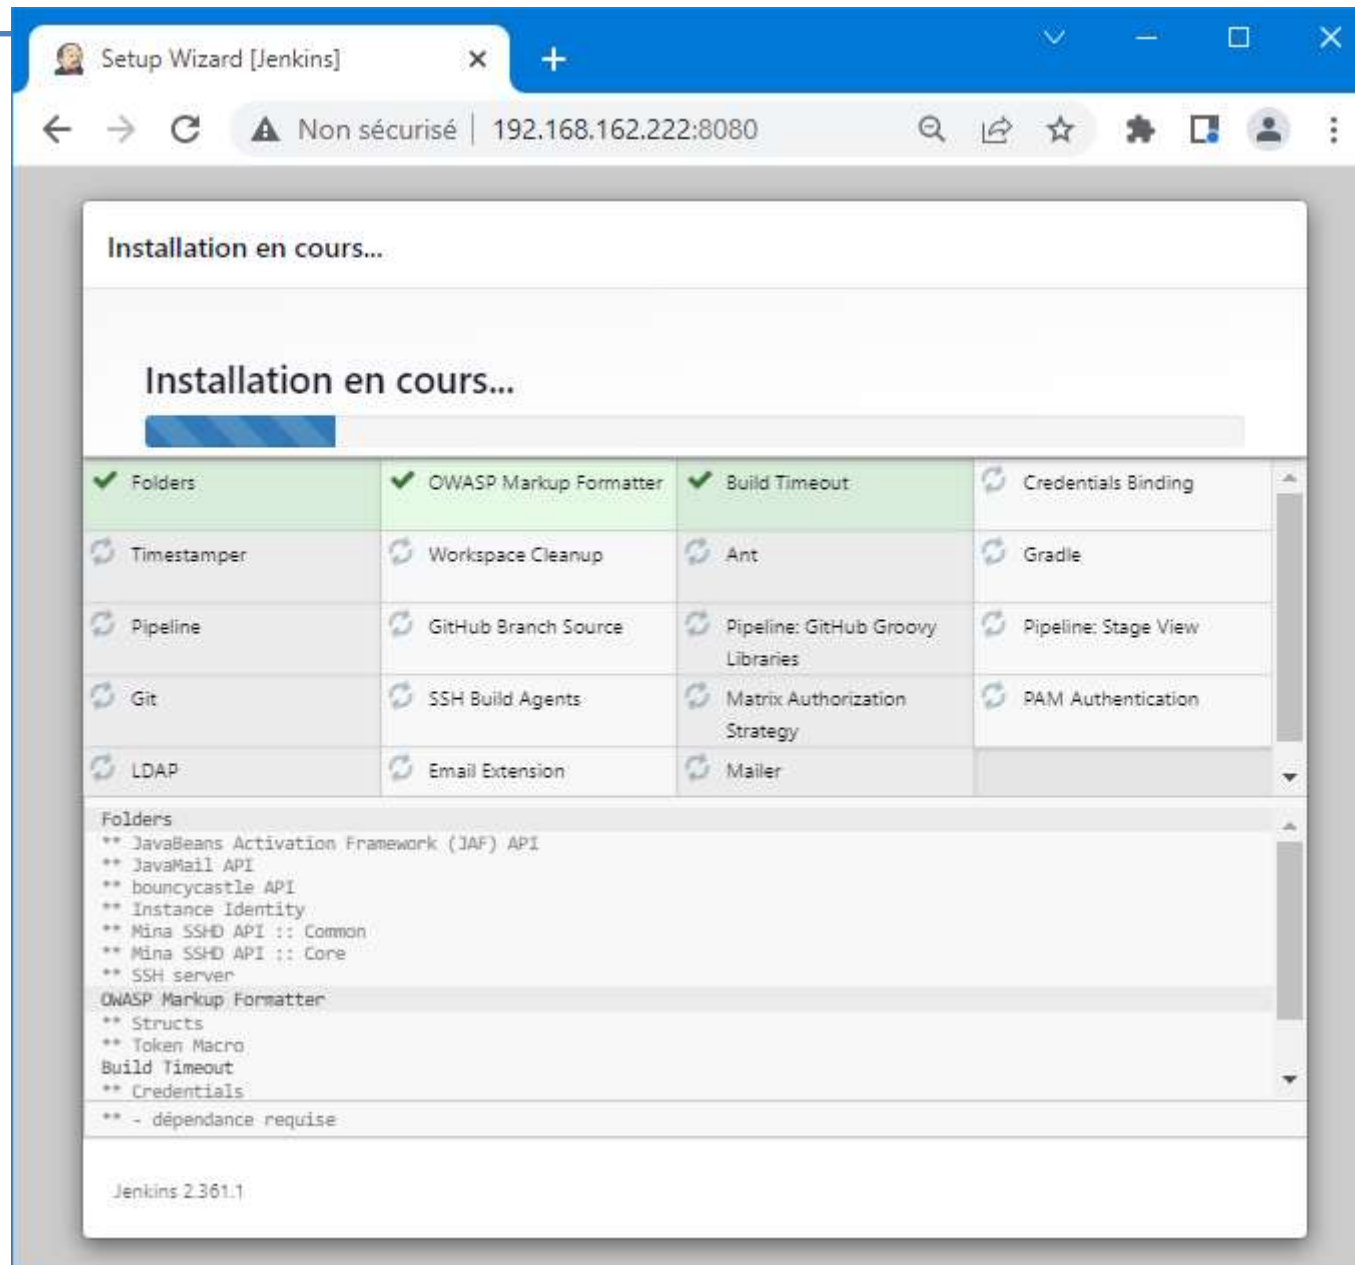 Setup Wizard [Jenkins]
Non sécurisé | 192.168.162.222:8080
Installation en cours...
Installation en cours...
Folders OWASP Markup Formatter Build Timeout Credentials Binding
Timestamper Workspace Cleanup Ant Gradle
Pipeline GitHub Branch Source Pipeline: GitHub Groovy Libraries Pipeline: Stage View
Git SSH Build Agents Matrix Authorization Strategy PAM Authentication
LDAP Email Extension Mailer
Folders
** JavaBeans Activation Framework (JAF) API
** JavaMail API
** bouncycastle API
** Instance Identity
** Mina SSHD API :: Common
** Mina SSHD API :: Core
** SSH server
OWASP Markup Formatter
** Structs
** Token Macro
Build Timeout
** Credentials
** - dépendance requise
Jenkins 2.361.1